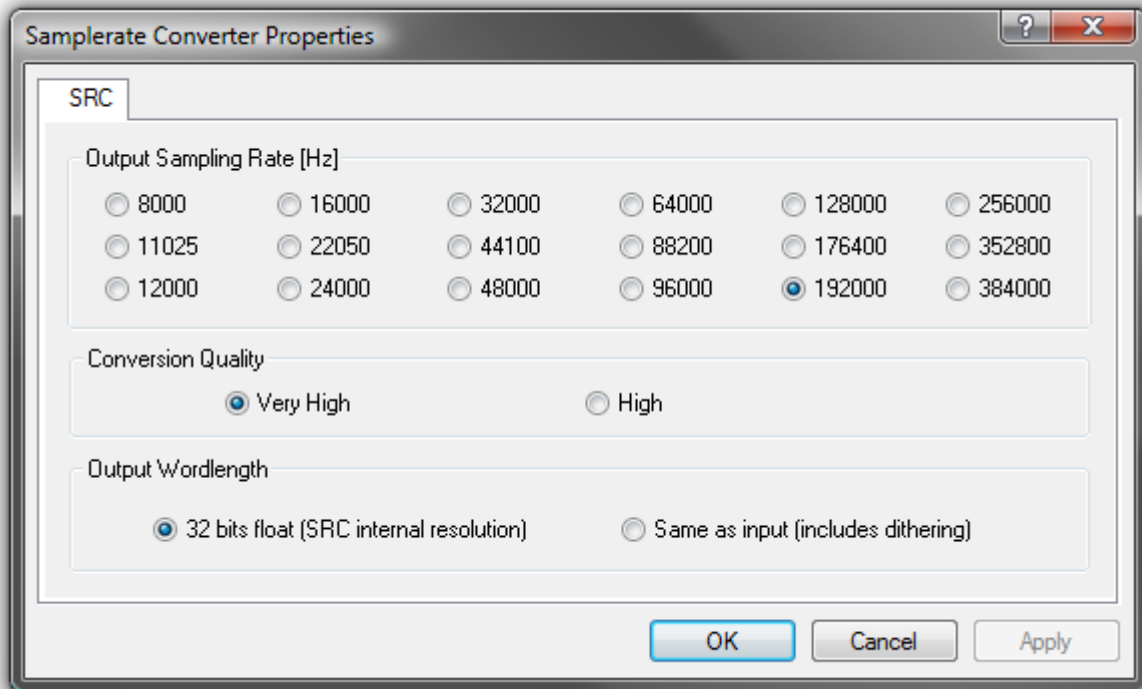 Samplerate Converter Properties
?
X
SRC
Output Sampling Rate [Hz]
8000 16000 32000 64000 128000 256000
11025 22050 44100 88200 176400 352800
12000 24000 48000 96000 192000 384000
Conversion Quality
Very High High
Output Wordlength
32 bits float (SRC internal resolution) Same as input (includes dithering)
OK Cancel Apply